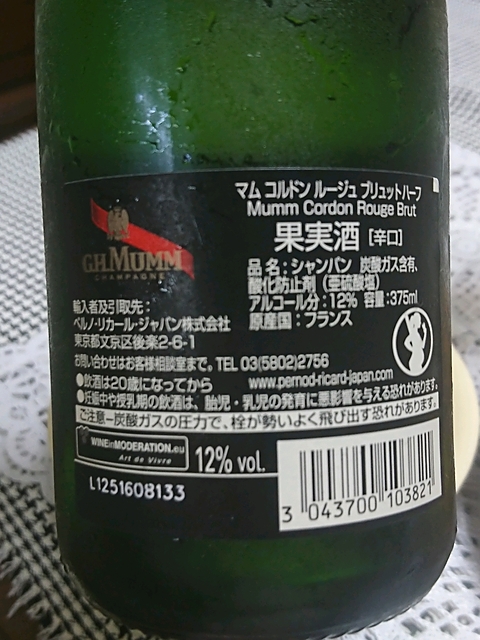 マム コルドン ルージュ ブリュットハーフ
Mumm Cordon Rouge Brut
果実酒 [辛口]
G.H.MUMM
CHAMPAGNE
品名:シャンパン 炭酸ガス含有、
酸化防止剤(亜硫酸塩)
アルコール分:12% 容量:375ml
原産国:フランス
輸入者及引取先:
ペルノ・リカール・ジャパン株式会社
東京都文京区後楽2-6-1
お問い合わせはお客様相談室まで。TEL 03(5802)2756
●飲酒は20歳になってから www.pernod-ricard-japan.com
●妊娠中や授乳期の飲酒は、胎児・乳児の発育に悪影響を与える恐れがあります。
ご注意−炭酸ガスの圧力で、栓が勢いよく飛び出す恐れがあります。
WINE in MODERATION.eu
Art de Vivre
12% VOL.
L1251608133
3 043700 103821